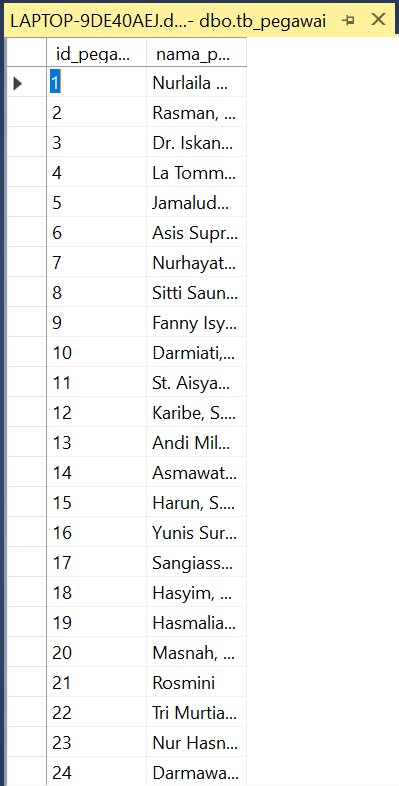 LAPTOP-9DE40AEJ.d...- dbo.tb_pegawai
id_pega... nama_p...
1 Nurlaila ...
2 Rasman, ...
3 Dr. Iskan...
4 La Tomm...
5 Jamalud...
6 Asis Supr...
7 Nurhayat...
8 Sitti Saun...
9 Fanny Isy...
10 Darmiati,...
11 St. Aisya...
12 Karibe, S....
13 Andi Mil...
14 Asmawat...
15 Harun, S....
16 Yunis Sur...
17 Sangiass...
18 Hasyim, ...
19 Hasmalia...
20 Masnah, ...
21 Rosmini
22 Tri Murtia...
23 Nur Hasn...
24 Darmawa...